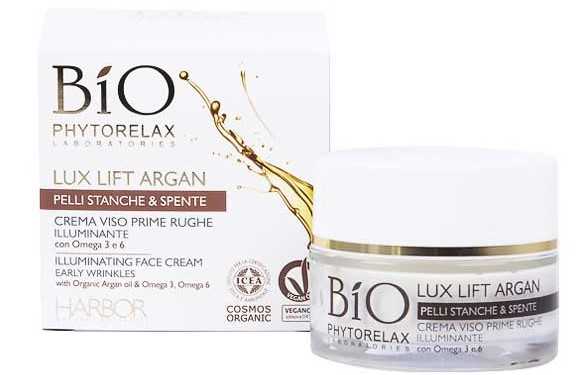 BiO
PHYTORELAX
LABORATORIES
LUX LIFT ARGAN
PELLI STANCHE & SPENTE
CREMA VISO PRIME RUGHE
ILLUMINANTE
con Omega 3 e 6
ILLUMINATING FACE CREAM
EARLY WRINKLES
with Organic Argan oil & Omega 3, Omega 6
HARBOR
ICEA
COSMOS
ORGANIC
VEGAN
BiO
PHYTORELAX
LABORATORIES
LUX LIFT ARGAN
PELLI STANCHE & SPENTE
CREMA VISO PRIME RUGHE
ILLUMINANTE
con Omega 3 e 6